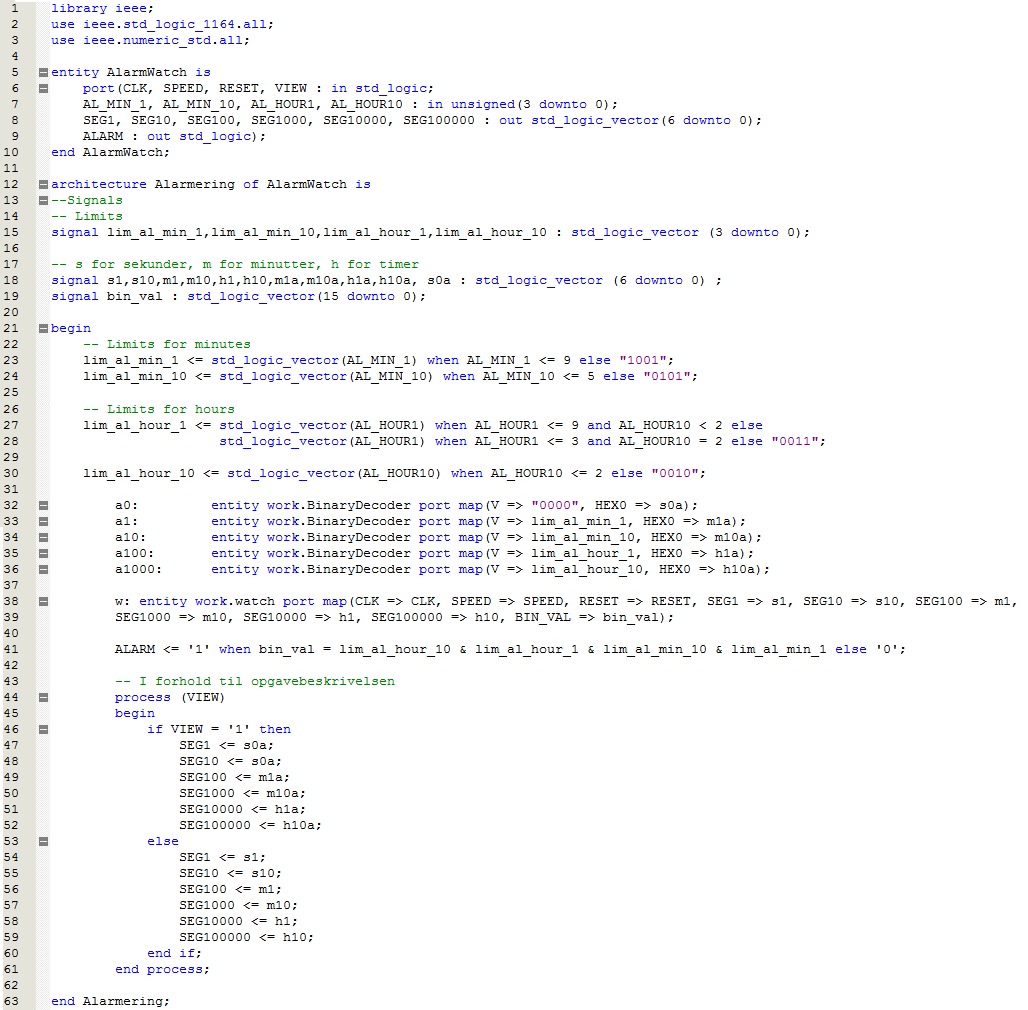 1 library ieee;
2 use ieee.std_logic_1164.all;
3 use ieee.numeric_std.all;
4
5 entity AlarmWatch is
6 port(CLK, SPEED, RESET, VIEW : in std_logic;
7 AL_MIN_1, AL_MIN_10, AL_HOUR1, AL_HOUR10 : in unsigned(3 downto 0);
8 SEG1, SEG10, SEG100, SEG1000, SEG10000, SEG100000 : out std_logic_vector(6 downto 0);
9 ALARM : out std_logic);
10 end AlarmWatch;
11
12 architecture Alarmering of AlarmWatch is
13 --Signals
14 -- Limits
15 signal lim_al_min_1,lim_al_min_10,lim_al_hour_1,lim_al_hour_10 : std_logic_vector (3 downto 0);
16
17 -- s for sekunder, m for minutter, h for timer
18 signal s1,s10,m1,m10,h1,h10,m1a,m10a,h1a,h10a, s0a : std_logic_vector (6 downto 0) ;
19 signal bin_val : std_logic_vector(15 downto 0);
20
21 begin
22 -- Limits for minutes
23 lim_al_min_1 <= std_logic_vector(AL_MIN_1) when AL_MIN_1 <= 9 else "1001";
24 lim_al_min_10 <= std_logic_vector(AL_MIN_10) when AL_MIN_10 <= 5 else "0101";
25
26 -- Limits for hours
27 lim_al_hour_1 <= std_logic_vector(AL_HOUR1) when AL_HOUR1 <= 9 and AL_HOUR10 < 2 else
28 std_logic_vector(AL_HOUR1) when AL_HOUR1 <= 3 and AL_HOUR10 = 2 else "0011";
29
30 lim_al_hour_10 <= std_logic_vector(AL_HOUR10) when AL_HOUR10 <= 2 else "0010";
31
32 a0: entity work.BinaryDecoder port map(V => "0000", HEX0 => s0a);
33 a1: entity work.BinaryDecoder port map(V => lim_al_min_1, HEX0 => m1a);
34 a10: entity work.BinaryDecoder port map(V => lim_al_min_10, HEX0 => m10a);
35 a100: entity work.BinaryDecoder port map(V => lim_al_hour_1, HEX0 => h1a);
36 a1000: entity work.BinaryDecoder port map(V => lim_al_hour_10, HEX0 => h10a);
37
38 w: entity work.watch port map(CLK => CLK, SPEED => SPEED, RESET => RESET, SEG1 => s1, SEG10 => s10, SEG100 => m1,
39 SEG1000 => m10, SEG10000 => h1, SEG100000 => h10, BIN_VAL => bin_val);
40
41 ALARM <= '1' when bin_val = lim_al_hour_10 & lim_al_hour_1 & lim_al_min_10 & lim_al_min_1 else '0';
42
43 -- I forhold til opgavebeskrivelsen
44 process (VIEW)
45 begin
46 if VIEW = '1' then
47 SEG1 <= s0a;
48 SEG10 <= s0a;
49 SEG100 <= m1a;
50 SEG1000 <= m10a;
51 SEG10000 <= h1a;
52 SEG100000 <= h10a;
53 else
54 SEG1 <= s1;
55 SEG10 <= s10;
56 SEG100 <= m1;
57 SEG1000 <= m10;
58 SEG10000 <= h1;
59 SEG100000 <= h10;
60 end if;
61 end process;
62
63 end Alarmering;